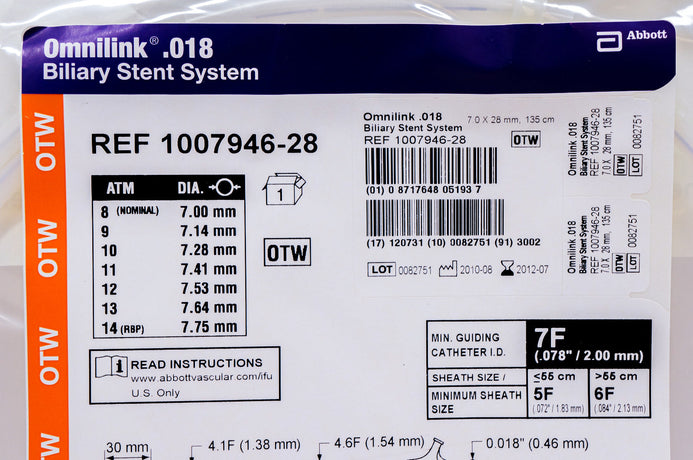 Omnilink® .018
Biliary Stent System
Abbott
OTW
OTW
OTW
OTW
REF 1007946-28
ATM DIA.
8 (NOMINAL) 7.00 mm
9 7.14 mm
10 7.28 mm
11 7.41 mm
12 7.53 mm
13 7.64 mm
14 (RBP) 7.75 mm
1
OTW
i READ INSTRUCTIONS
www.abbottvascular.com/ifu
U.S. Only
Omnilink .018 7.0 X 28 mm, 135 cm
Biliary Stent System
REF 1007946-28 OTW
(01) 0 8717648 05193 7
(17) 120731 (10) 0082751 (91) 3002
LOT 0082751 2010-08 2012-07
Omnilink .018
Biliary Stent System
REF 1007946-28
7.0 X 28 mm, 135 cm
OTW LOT 0082751
Omnilink .018
Biliary Stent System
REF 1007946-28
7.0 X 28 mm, 135 cm
OTW LOT 0082751
MIN. GUIDING CATHETER I.D. 7F
(.078" / 2.00 mm)
SHEATH SIZE / ≤55 cm >55 cm
MINIMUM SHEATH SIZE 5F 6F
(.072" / 1.83 mm) (.084" / 2.13 mm)
30 mm 4.1F (1.38 mm) 4.6F (1.54 mm) 0.018" (0.46 mm)